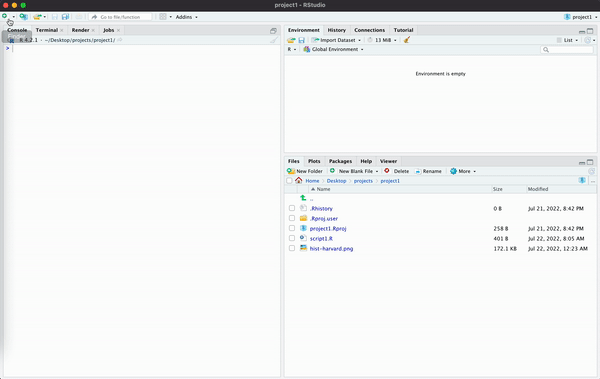 project1 - RStudio
Go to file/function
Addins
project1
Console Terminal Render Jobs
R 4.2.1 · ~/Desktop/projects/project1/
>
Environment History Connections Tutorial
Import Dataset 13 MiB List
R Global Environment
Environment is empty
Files Plots Packages Help Viewer
New Folder New Blank File Delete Rename More
Home Desktop projects project1 ...
Name Size Modified
..
.Rhistory 0 B Jul 21, 2022, 8:42 PM
.Rproj.user
project1.Rproj 258 B Jul 21, 2022, 8:42 PM
script1.R 401 B Jul 22, 2022, 8:05 AM
hist-harvard.png 172.1 KB Jul 22, 2022, 12:23 AM